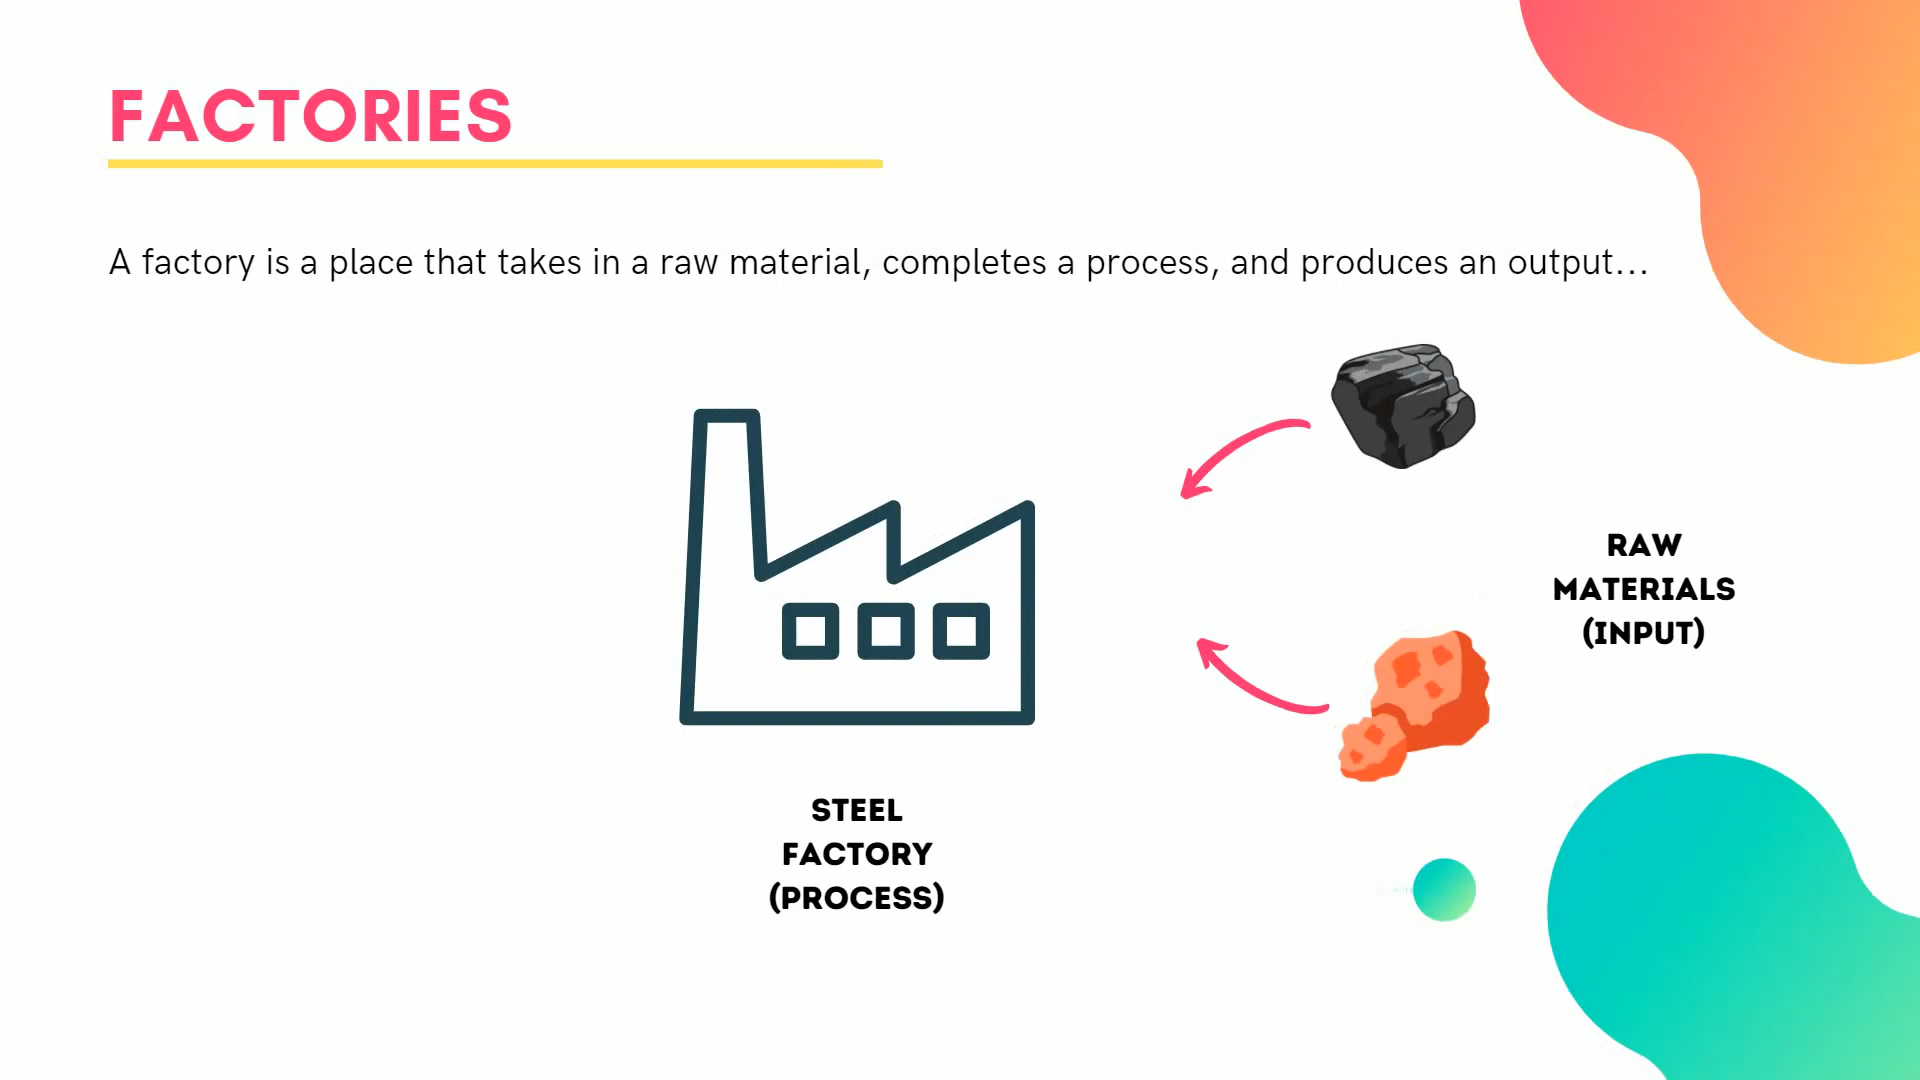 FACTORIES
A factory is a place that takes in a raw material, completes a process, and produces an output...
RAW
MATERIALS
(INPUT)
STEEL
FACTORY
(PROCESS)